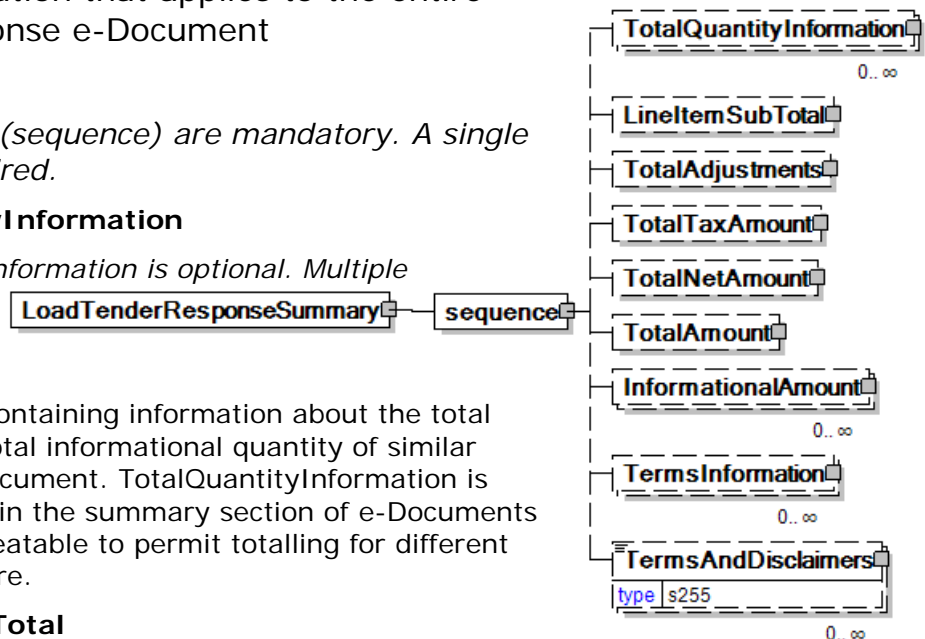 ation that applies to the entire
onse e-Document
(sequence) are mandatory. A single
red.
yInformation
nformation is optional. Multiple
ontaining information about the total
otal informational quantity of similar
cument. TotalQuantityInformation is
in the summary section of e-Documents
eatable to permit totalling for different
re.
Total
LoadTenderResponseSummary
sequence
TotalQuantityInformation
0.. ∞
LineItemSubTotal
TotalAdjustments
TotalTaxAmount
TotalNetAmount
TotalAmount
InformationalAmount
0.. ∞
TermsInformation
0.. ∞
TermsAndDisclaimers
type s255
0.. ∞